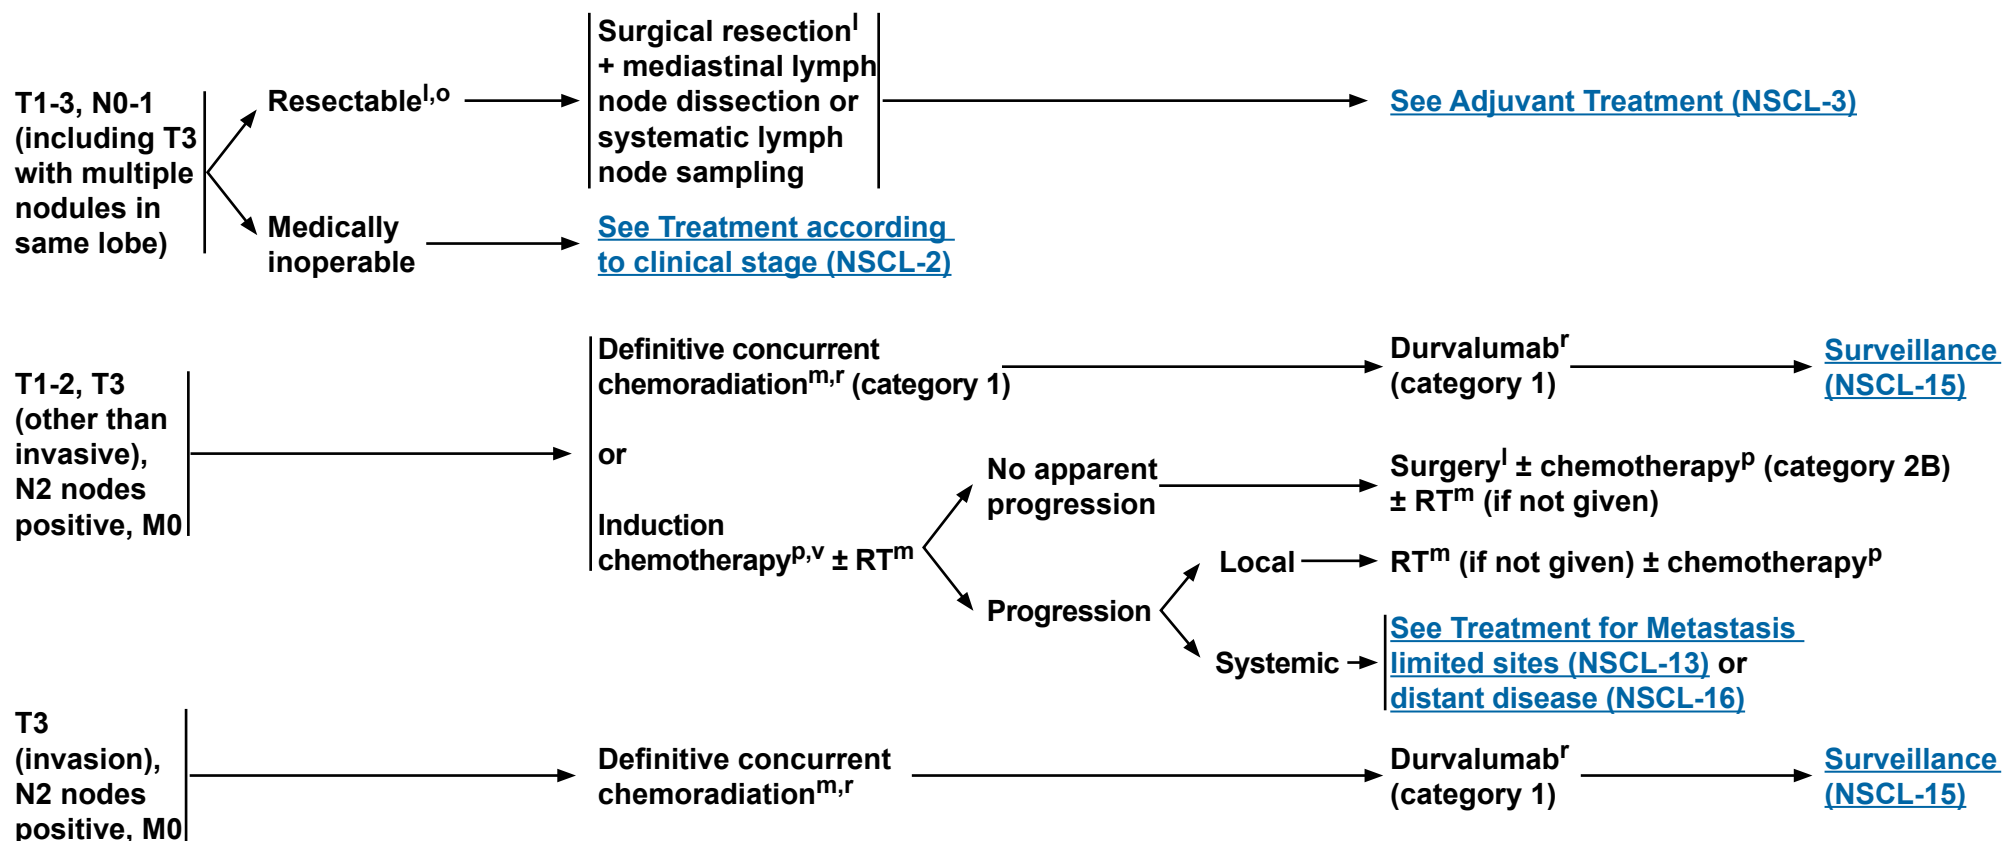 T1-3, N0-1
(including T3
with multiple
nodules in
same lobe)
Resectablel,o
Surgical resectionl
+ mediastinal lymph
node dissection or
systematic lymph
node sampling
See Adjuvant Treatment (NSCL-3)
Medically
inoperable
See Treatment according
to clinical stage (NSCL-2)
T1-2, T3
(other than
invasive),
N2 nodes
positive, M0
Definitive concurrent
chemoradiationm,r (category 1)
Durvalumabr
(category 1)
Surveillance
(NSCL-15)
or
Induction
chemotherapyp,v ± RTm
No apparent
progression
Surgeryl ± chemotherapyp (category 2B)
± RTm (if not given)
Progression
Local
RTm (if not given) ± chemotherapyp
Systemic
See Treatment for Metastasis
limited sites (NSCL-13) or
distant disease (NSCL-16)
T3
(invasion),
N2 nodes
positive, M0
Definitive concurrent
chemoradiationm,r
Durvalumabr
(category 1)
Surveillance
(NSCL-15)